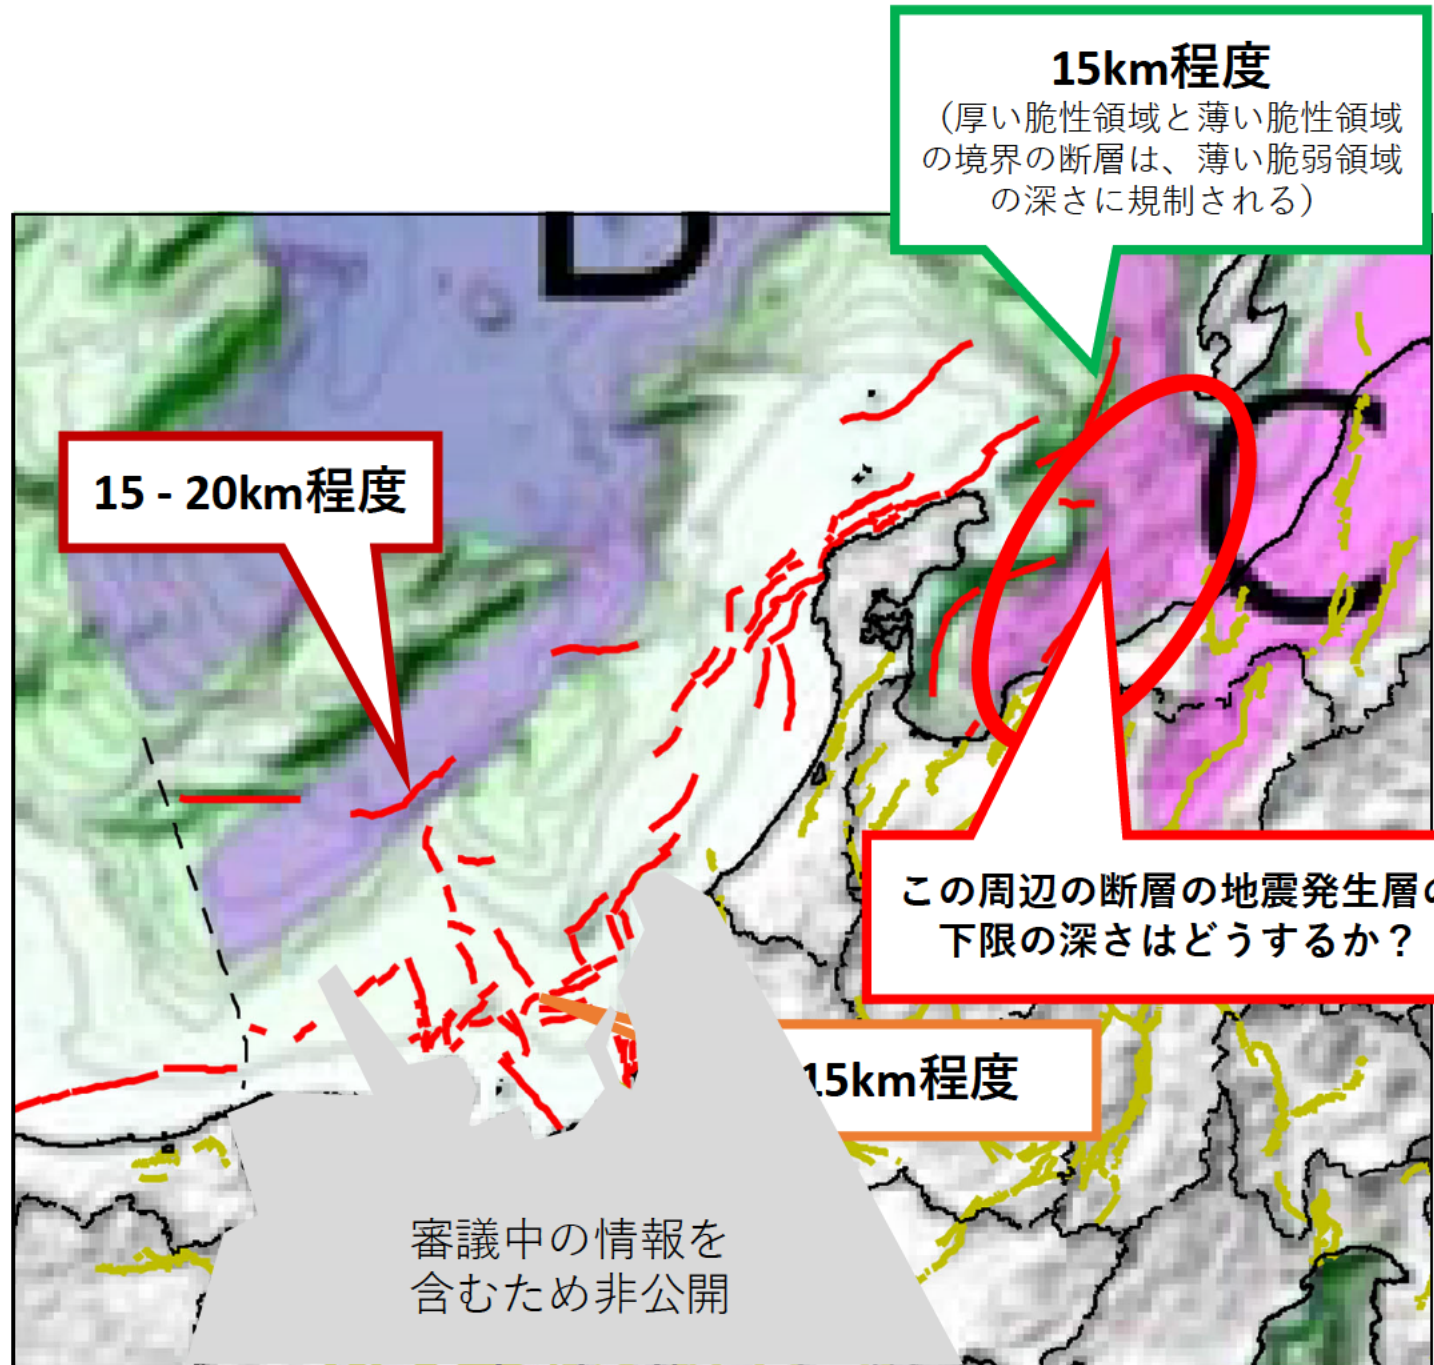 15km程度
（厚い脆性領域と薄い脆性領域
の境界の断層は、薄い脆弱領域
の深さに規制される）
D
15 - 20km程度
C
この周辺の断層の地震発生層の
下限の深さはどうするか？
15km程度
審議中の情報を
含むため非公開